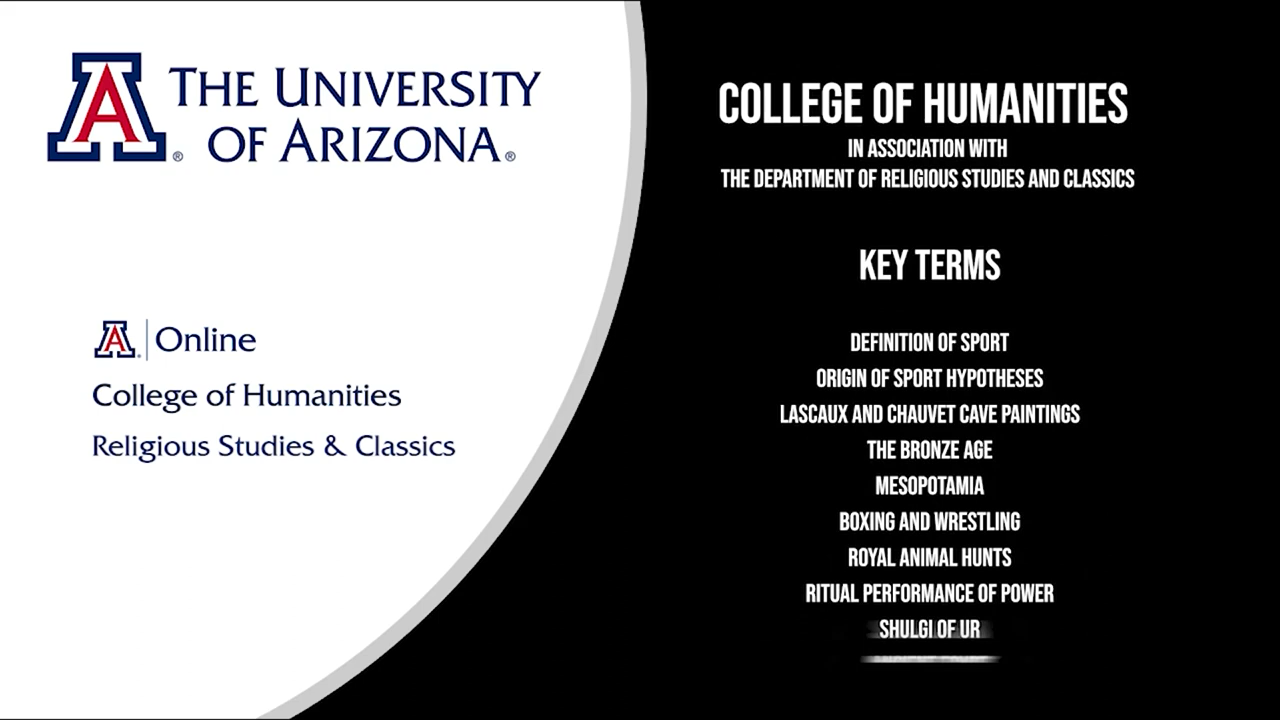 THE UNIVERSITY
OF ARIZONA®
A Online
College of Humanities
Religious Studies & Classics
COLLEGE OF HUMANITIES
IN ASSOCIATION WITH
THE DEPARTMENT OF RELIGIOUS STUDIES AND CLASSICS
KEY TERMS
DEFINITION OF SPORT
ORIGIN OF SPORT HYPOTHESES
LASCAUX AND CHAUVET CAVE PAINTINGS
THE BRONZE AGE
MESOPOTAMIA
BOXING AND WRESTLING
ROYAL ANIMAL HUNTS
RITUAL PERFORMANCE OF POWER
SHULGI OF UR